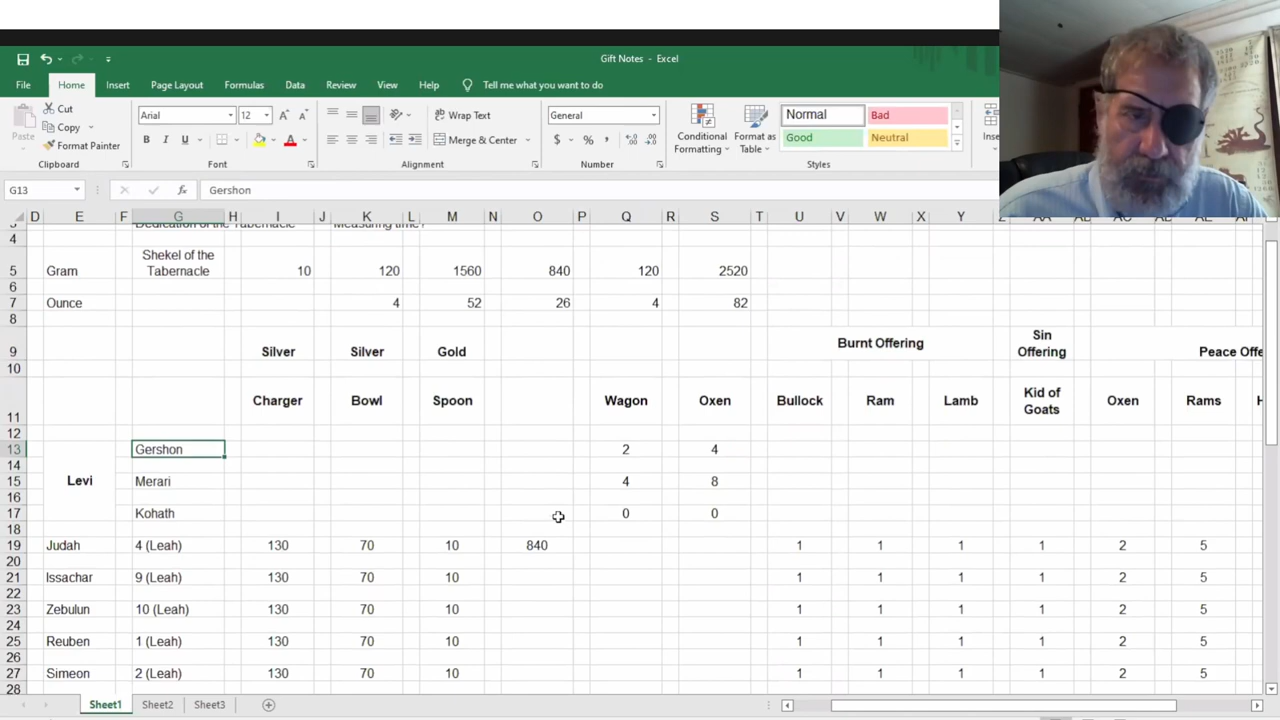 Gift Notes - Excel
File Home Insert Page Layout Formulas Data Review View Help Tell me what you want to do
Cut
Copy
Format Painter
Paste
Clipboard
Arial 12
B I U
Font
Wrap Text
Merge & Center
Alignment
General
$ %
Number
Conditional Formatting
Format as Table
Normal Bad
Good Neutral
Styles
G13 Gershon
D E F G H I J K L M N O P Q R S T U V W X Y
Dedication of the Tabernacle Measuring time?
4
5 Gram Shekel of the Tabernacle 10 120 1560 840 120 2520
6
7 Ounce 4 52 26 4 82
8
9 Silver Silver Gold Burnt Offering Sin Offering Peace
10
11 Charger Bowl Spoon Wagon Oxen Bullock Ram Lamb Kid of Goats Oxen Rams
12
13 Gershon 2 4
14
15 Levi Merari 4 8
16
17 Kohath 0 0
18
19 Judah 4 (Leah) 130 70 10 840 1 1 1 1 2 5
20
21 Issachar 9 (Leah) 130 70 10 1 1 1 1 2 5
22
23 Zebulun 10 (Leah) 130 70 10 1 1 1 1 2 5
24
25 Reuben 1 (Leah) 130 70 10 1 1 1 1 2 5
26
27 Simeon 2 (Leah) 130 70 10 1 1 1 1 2 5
28
Sheet1 Sheet2 Sheet3